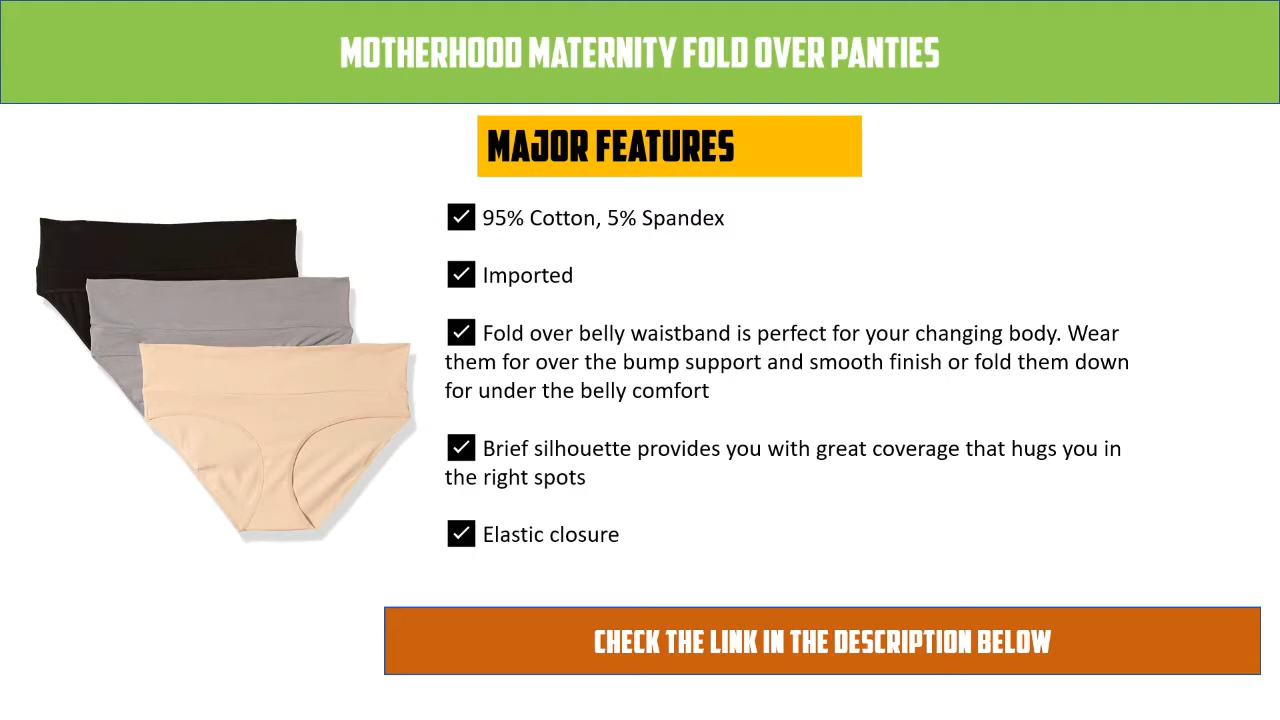 MOTHERHOOD MATERNITY FOLD OVER PANTIES
MAJOR FEATURES
95% Cotton, 5% Spandex
Imported
Fold over belly waistband is perfect for your changing body. Wear
them for over the bump support and smooth finish or fold them down
for under the belly comfort
Brief silhouette provides you with great coverage that hugs you in
the right spots
Elastic closure
CHECK THE LINK IN THE DESCRIPTION BELOW